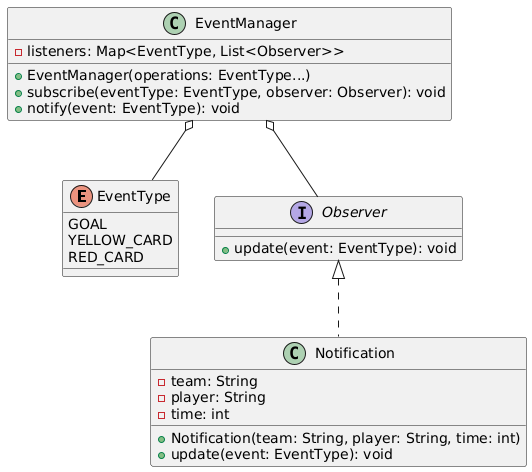 C EventManager
listeners: Map<EventType, List<Observer>>
EventManager(operations: EventType...)
subscribe(eventType: EventType, observer: Observer): void
notify(event: EventType): void
E EventType
GOAL
YELLOW_CARD
RED_CARD
I Observer
update(event: EventType): void
C Notification
team: String
player: String
time: int
Notification(team: String, player: String, time: int)
update(event: EventType): void